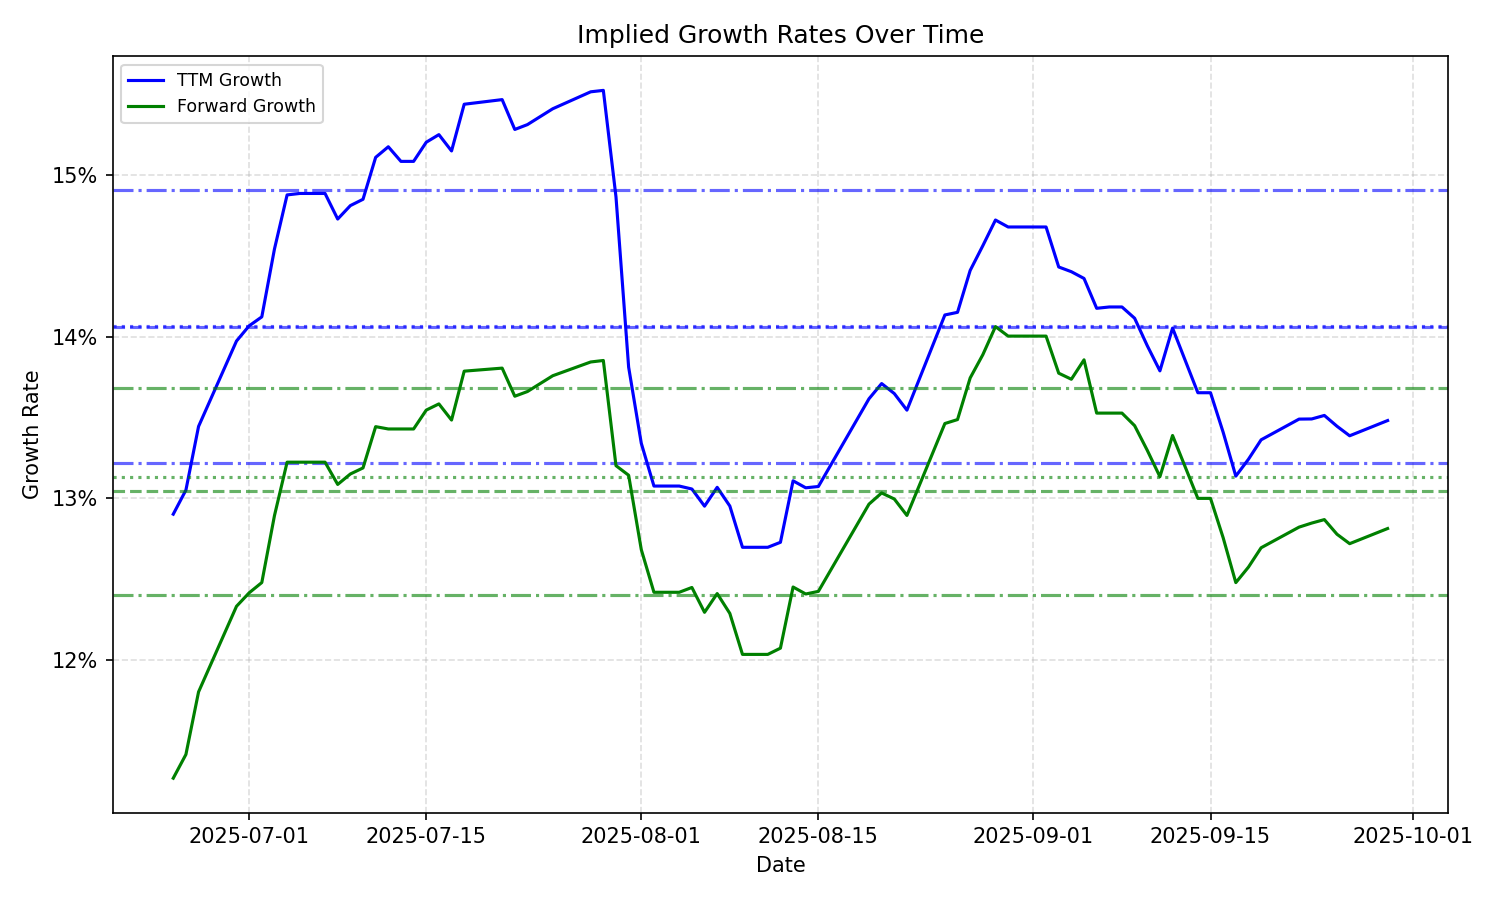 Implied Growth Rates Over Time
TTM Growth
Forward Growth
15%
14%
13%
12%
Growth Rate
2025-07-01
2025-07-15
2025-08-01
2025-08-15
2025-09-01
2025-09-15
2025-10-01
Date